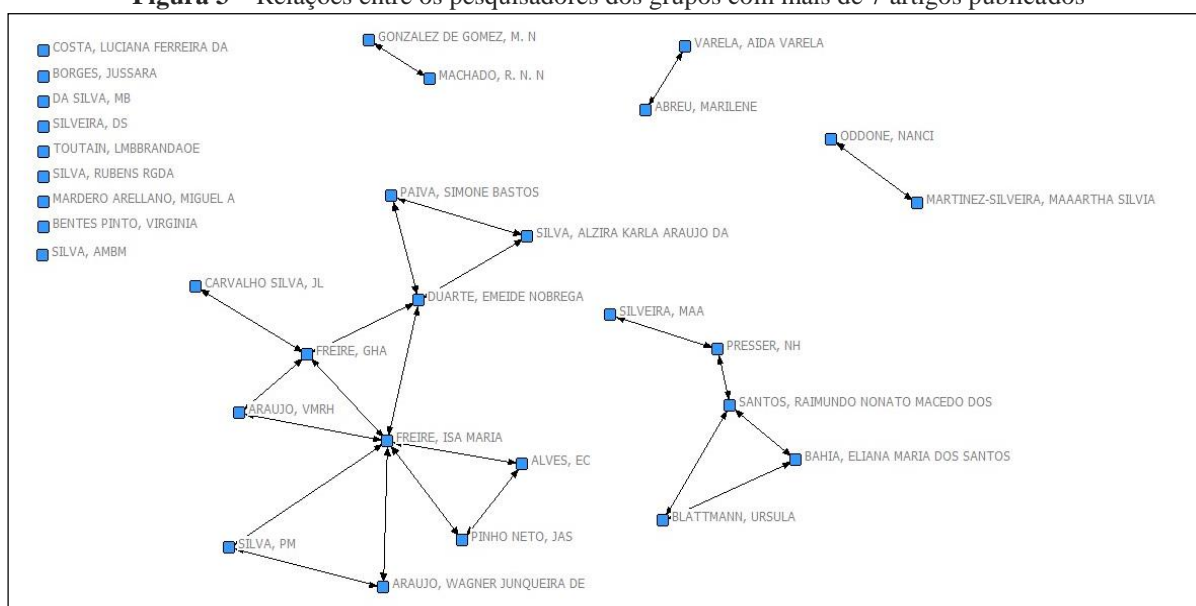 Figura 3 – Relações entre os pesquisadores dos grupos com mais de 7 artigos publicados
COSTA, LUCIANA FERREIRA DA
BORGES, JUSSARA
DA SILVA, MB
SILVEIRA, DS
TOUTAIN, LMBBRANDAOE
SILVA, RUBENS RGDA
MARDERO ARELLANO, MIGUEL A
BENTES PINTO, VIRGINIA
SILVA, AMBM
GONZALEZ DE GOMEZ, M. N
MACHADO, R. N. N
VARELA, AIDA VARELA
ABREU, MARILENE
ODDONE, NANCI
MARTINEZ-SILVEIRA, MAAARTHA SILVIA
PAIVA, SIMONE BASTOS
SILVA, ALZIRA KARLA ARAUJO DA
CARVALHO SILVA, JL
DUARTE, EMEIDE NOBREGA
FREIRE, GHA
ARAUJO, VMRH
FREIRE, ISA MARIA
ALVES, EC
PINHO NETO, JAS
SILVA, PM
ARAUJO, WAGNER JUNQUEIRA DE
SILVEIRA, MAA
PRESSER, NH
SANTOS, RAIMUNDO NONATO MACEDO DOS
BAHIA, ELIANA MARIA DOS SANTOS
BLATTMANN, URSULA